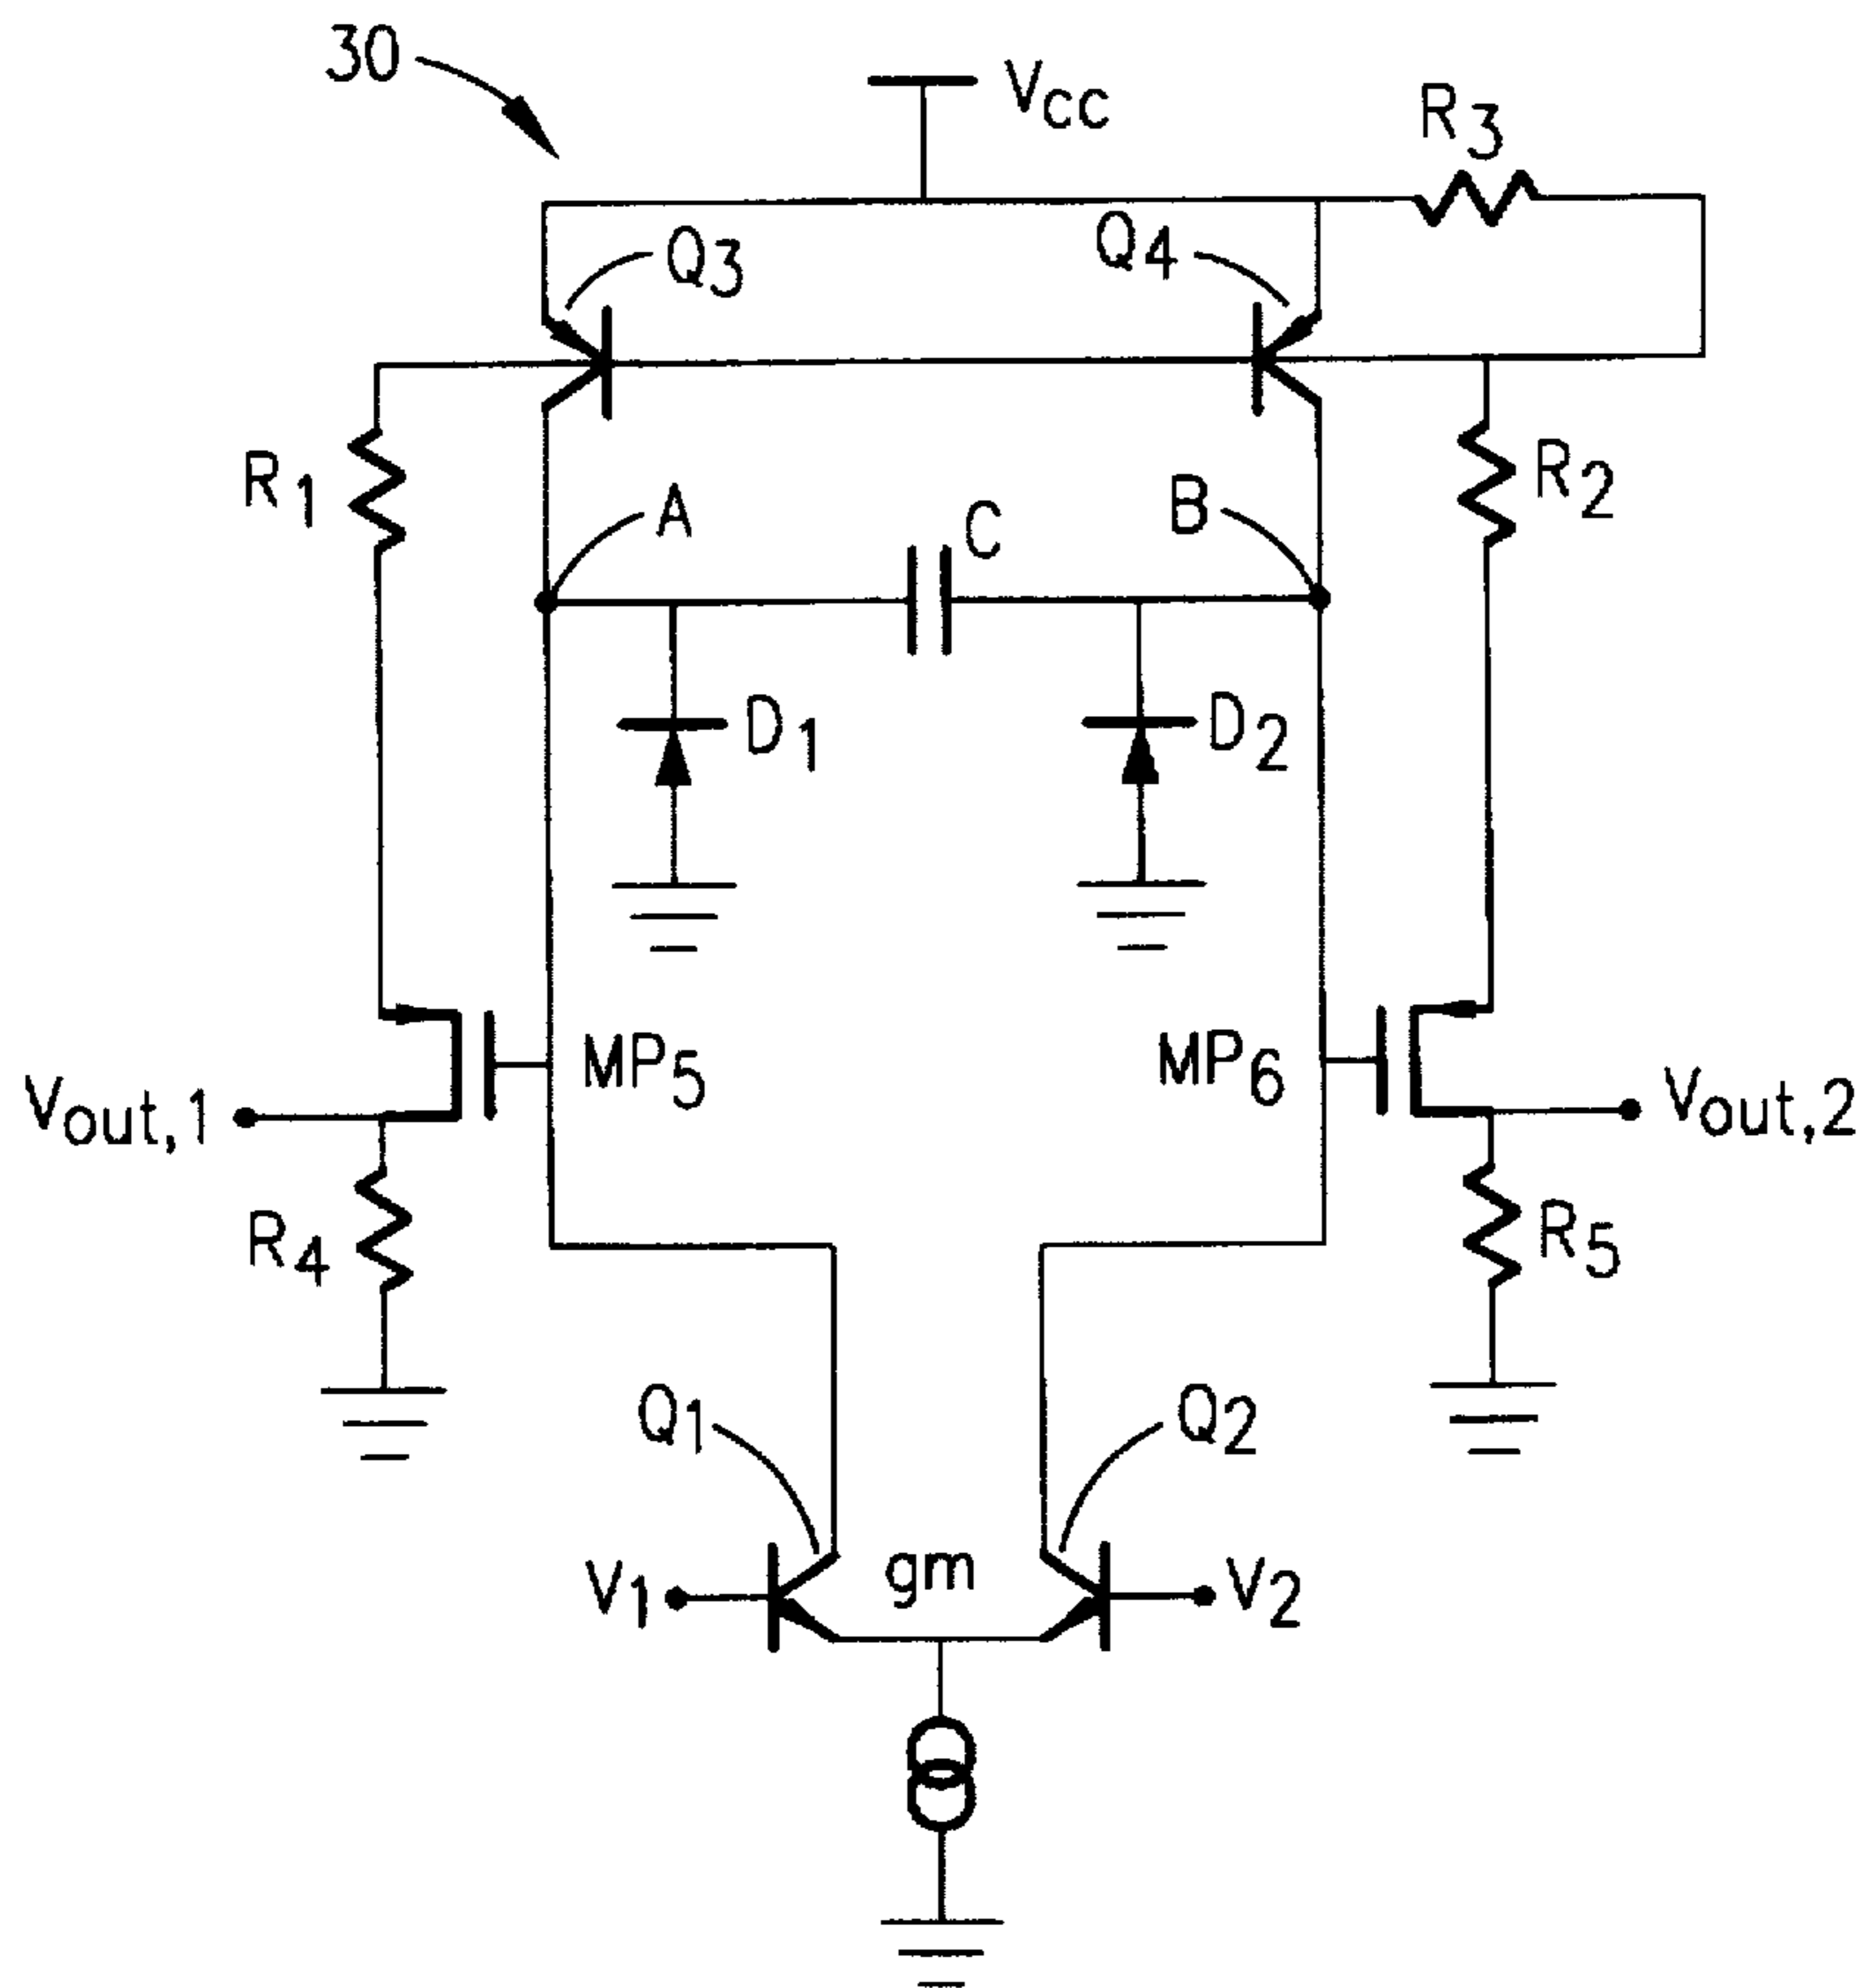 30
Vcc
R3
Q3
Q4
R1
A
C
B
R2
D1
D2
MP5
MP6
Vout,1
Vout,2
R4
R5
Q1
Q2
V1
gm
V2